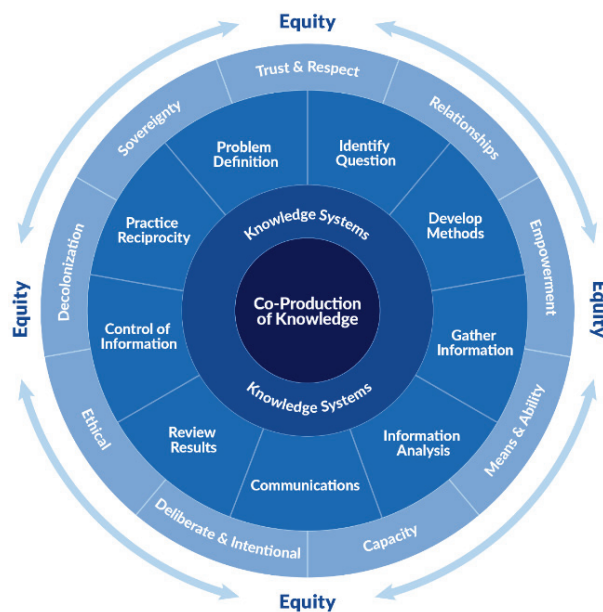 Equity
Trust & Respect
Relationships
Empowerment
Means & Ability
Capacity
Deliberate & Intentional
Ethical
Decolonization
Sovereignty
Equity
Equity
Equity
Problem
Definition
Identify
Question
Develop
Methods
Gather
Information
Information
Analysis
Communications
Review
Results
Control of
Information
Practice
Reciprocity
Knowledge Systems
Co-Production
of Knowledge
Knowledge Systems